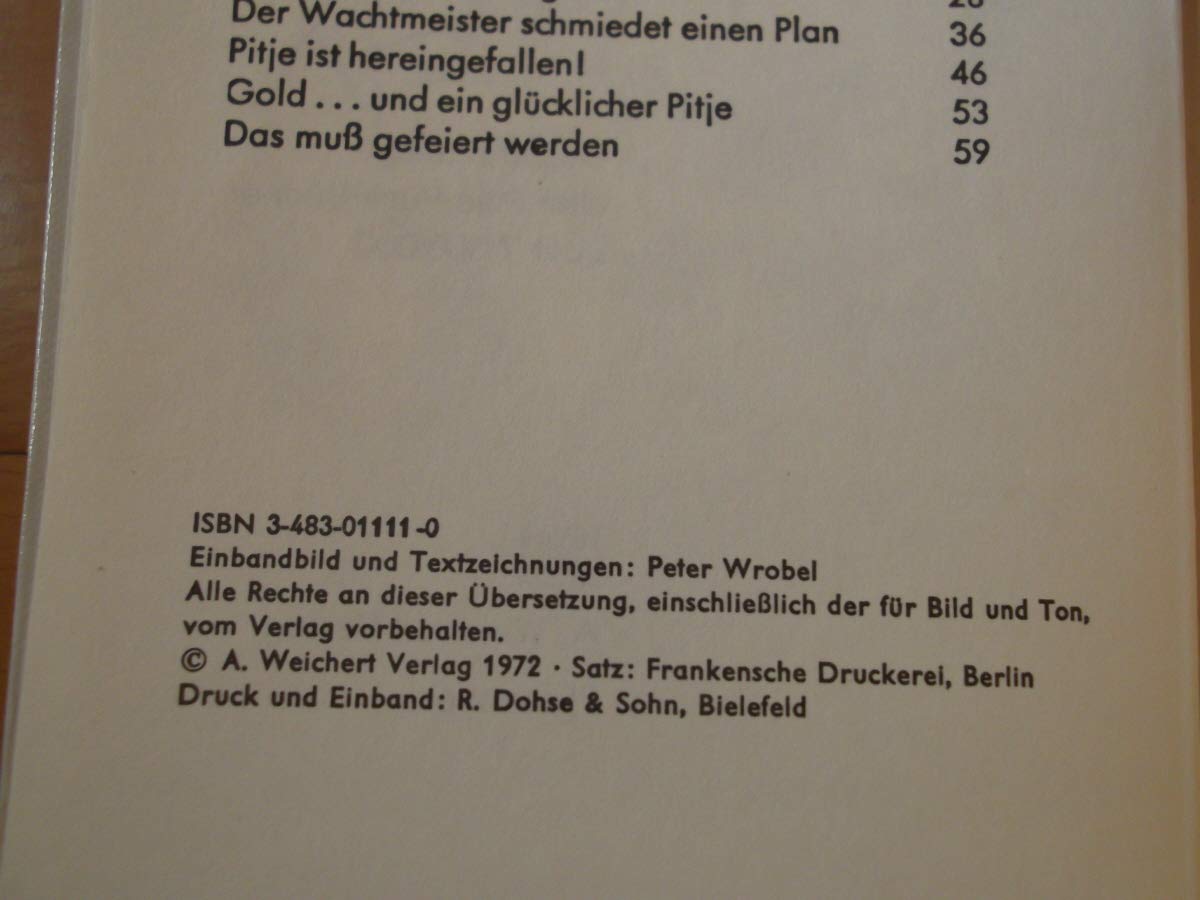 Der Wachtmeister schmiedet einen Plan 36
Pitje ist hereingefallen! 46
Gold . . . und ein glücklicher Pitje 53
Das muß gefeiert werden 59
ISBN 3-483-01111-0
Einbandbild und Textzeichnungen: Peter Wrobel
Alle Rechte an dieser Übersetzung, einschließlich der für Bild und Ton,
vom Verlag vorbehalten.
© A. Weichert Verlag 1972 · Satz: Frankensche Druckerei, Berlin
Druck und Einband: R. Dohse & Sohn, Bielefeld